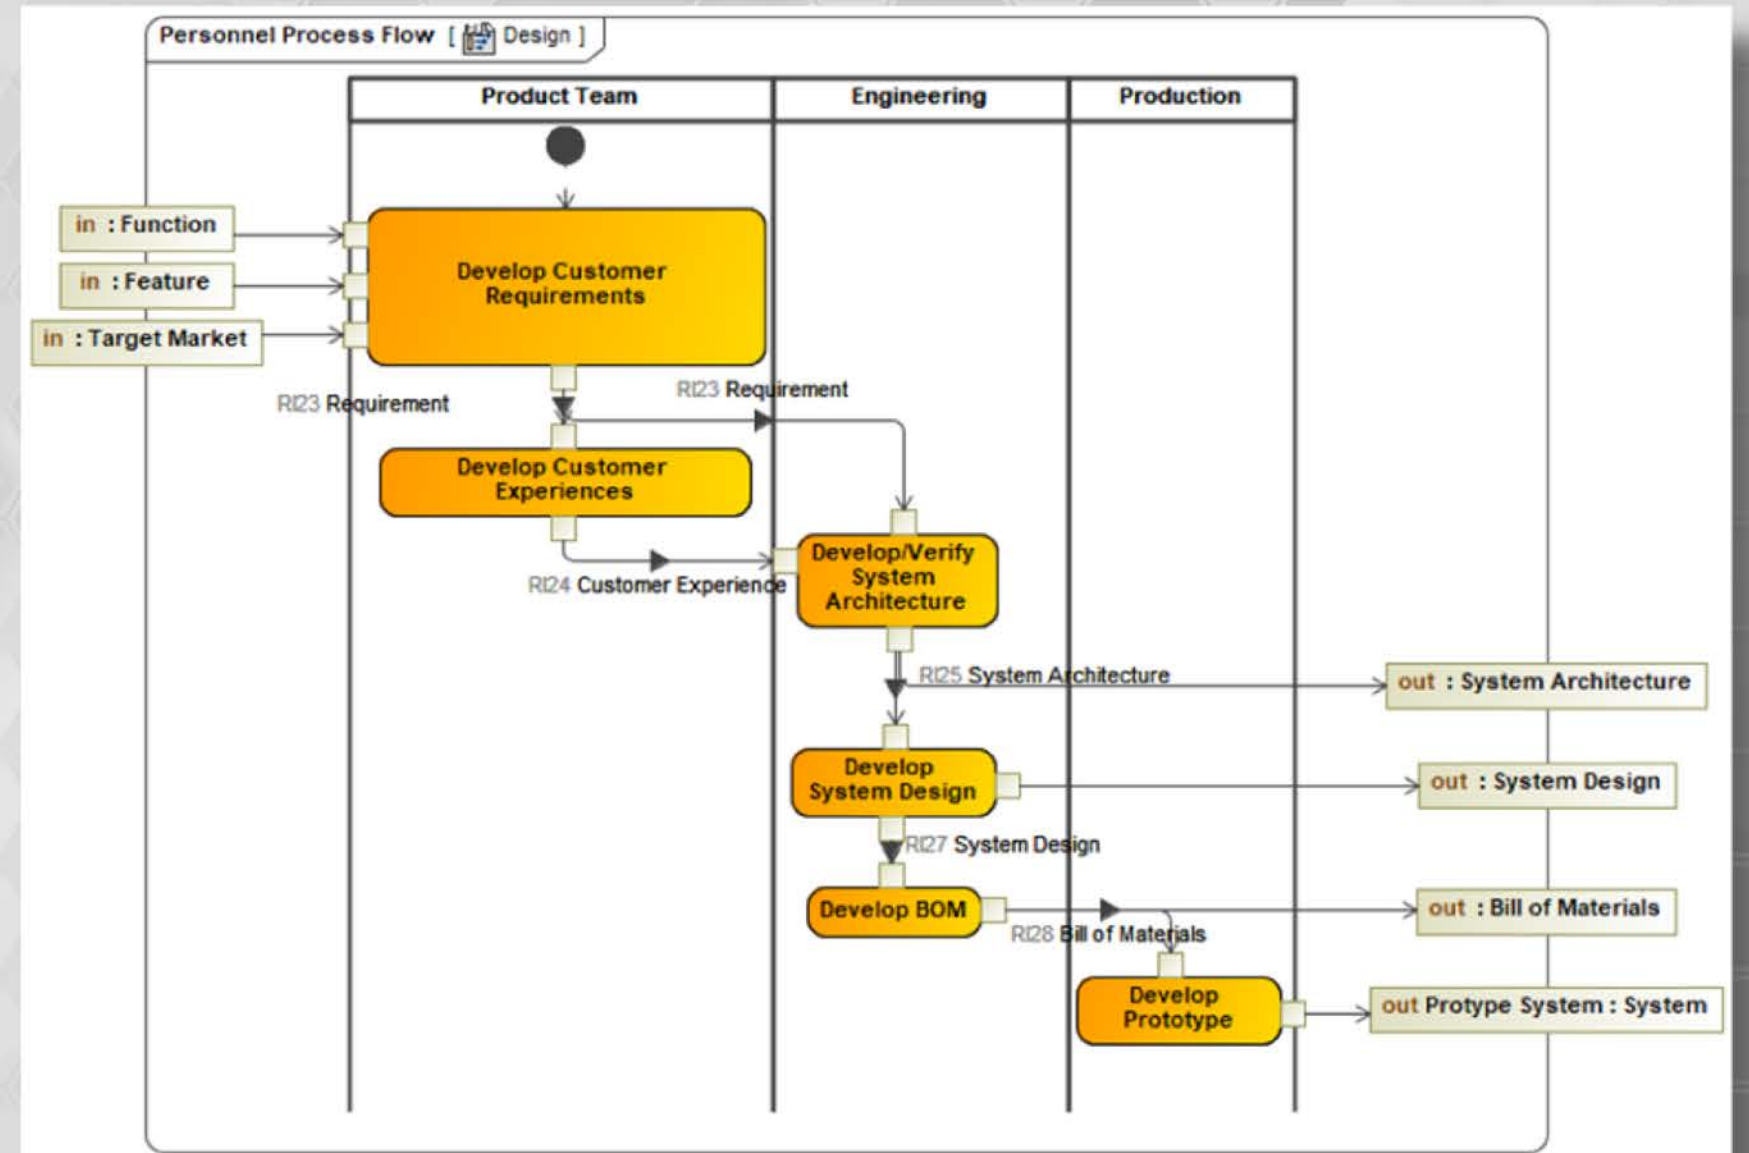 Personnel Process Flow [ Design ]
Product Team
Engineering
Production
in : Function
in : Feature
in : Target Market
Develop Customer
Requirements
RI23 Requirement
RI23 Requirement
Develop Customer
Experiences
RI24 Customer Experience
Develop/Verify
System
Architecture
RI25 System Architecture
out : System Architecture
Develop
System Design
out : System Design
RI27 System Design
Develop BOM
out : Bill of Materials
RI28 Bill of Materials
Develop
Prototype
out Protype System : System